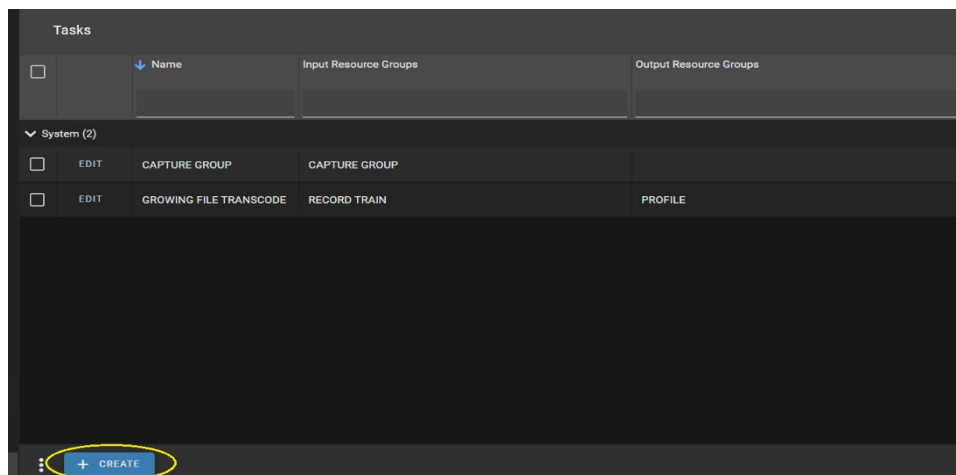 Tasks
Name Input Resource Groups Output Resource Groups
System (2)
EDIT CAPTURE GROUP CAPTURE GROUP
EDIT GROWING FILE TRANSCODE RECORD TRAIN PROFILE
+ CREATE